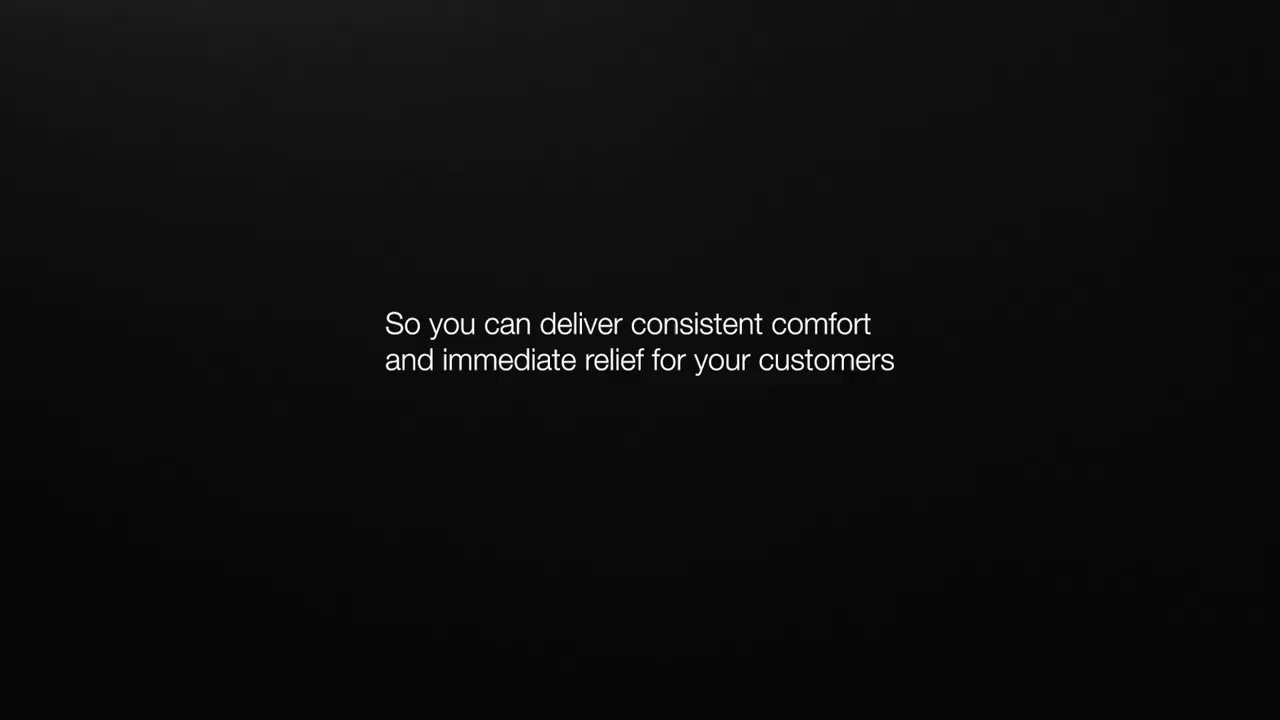 So you can deliver consistent comfort
and immediate relief for your customers